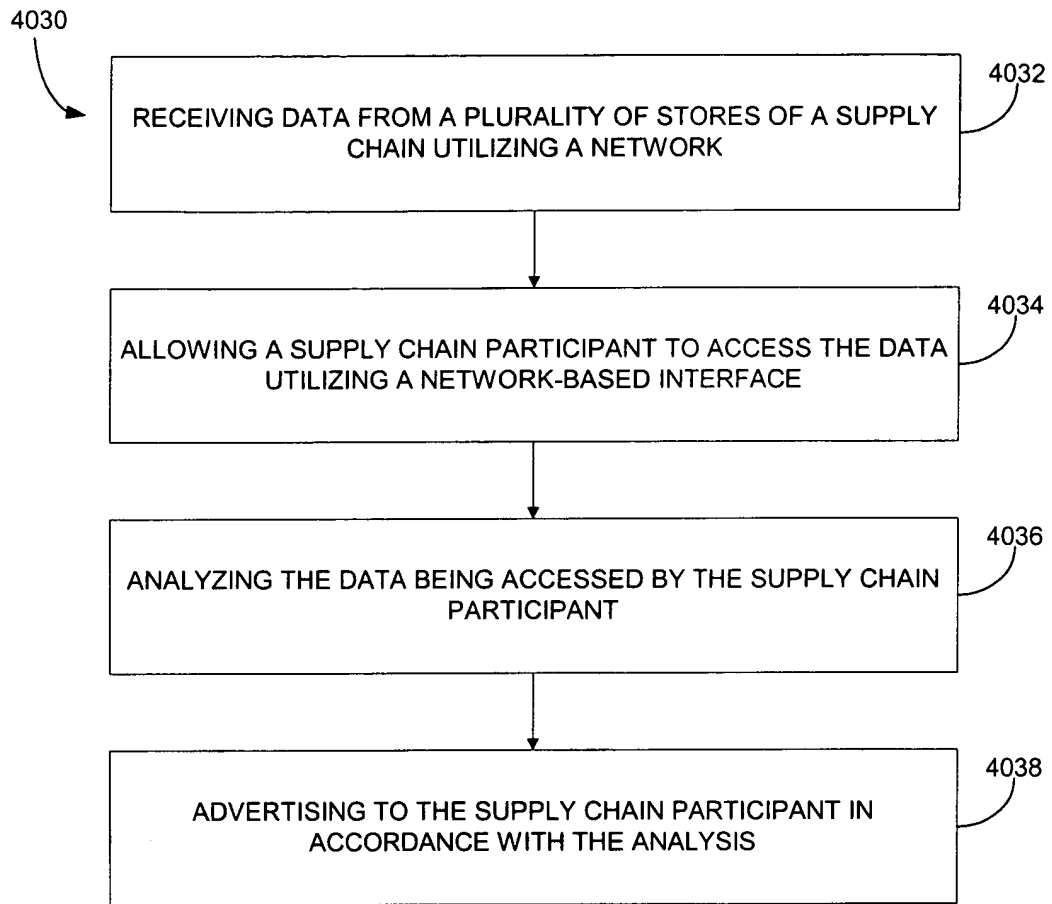 4030
4032
RECEIVING DATA FROM A PLURALITY OF STORES OF A SUPPLY
CHAIN UTILIZING A NETWORK
4034
ALLOWING A SUPPLY CHAIN PARTICIPANT TO ACCESS THE DATA
UTILIZING A NETWORK-BASED INTERFACE
4036
ANALYZING THE DATA BEING ACCESSED BY THE SUPPLY CHAIN
PARTICIPANT
4038
ADVERTISING TO THE SUPPLY CHAIN PARTICIPANT IN
ACCORDANCE WITH THE ANALYSIS